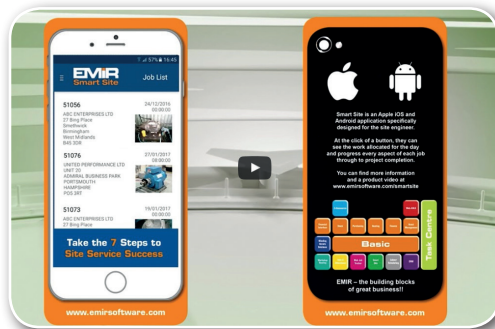 57% 16:45
EMiR
Smart Site
Job List
51056
24/12/2016
00:00:00
ABC ENTERPRISES LTD
27 Bing Place
Smethwick
Birmingham
West Midlands
B45 3GR
51076
27/01/2017
08:00:00
UNITED PERFORMANCE LTD
UNIT 20
ADMIRAL BUSINESS PARK
PORTSMOUTH
HAMPSHIRE
PO5 3RT
51073
19/01/2017
00:00:00
ABC ENTERPRISES LTD
27 Bing Place
Take the 7 Steps to
Site Service Success
www.emirsoftware.com
Smart Site is an Apple iOS and
Android application specifically
designed for the site engineer.
At the click of a button, they can
see the work allocated for the day
and progress every aspect of each job
through to project completion.
You can find more information
and a product video at
www.emirsoftware.com/smartsite
Basic
Task Centre
EMIR – the building blocks
of great business!!
www.emirsoftware.com